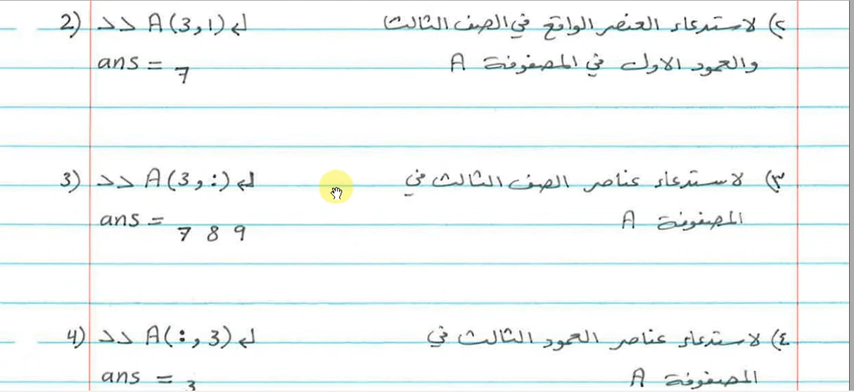 2) >> A(3,1) ↵
ans = 7
٢) لاستدعاء العنصر الواقع في الصف الثالث
والعمود الاول في المصفوفة A
3) >> A(3,:) ↵
ans =
7 8 9
٣) لاستدعاء عناصر الصف الثالث في
المصفوفة A
4) >> A(:,3) ↵
ans = 3
٤) لاستدعاء عناصر العمود الثالث في
المصفوفة A